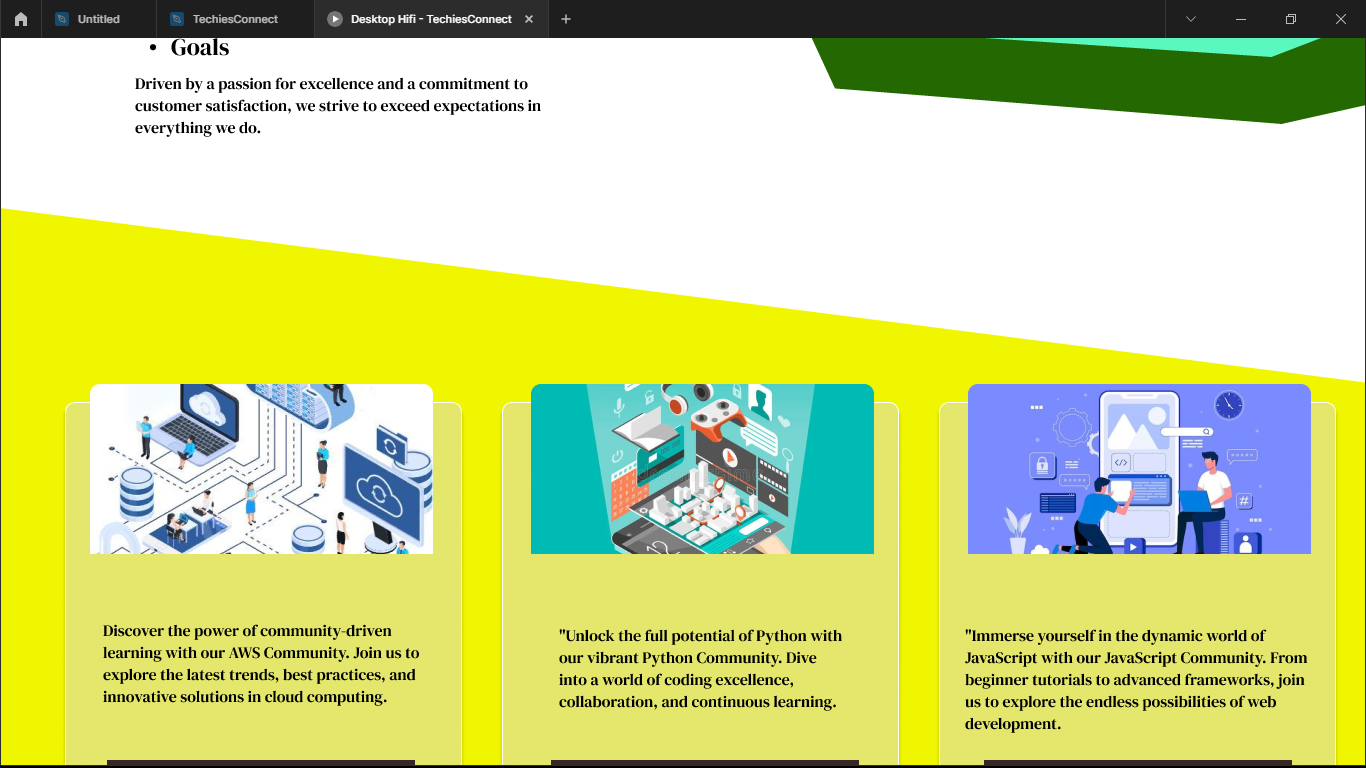 Untitled
TechiesConnect
Desktop Hifi - TechiesConnect
• Goals
Driven by a passion for excellence and a commitment to
customer satisfaction, we strive to exceed expectations in
everything we do.
Discover the power of community-driven
learning with our AWS Community. Join us to
explore the latest trends, best practices, and
innovative solutions in cloud computing.
"Unlock the full potential of Python with
our vibrant Python Community. Dive
into a world of coding excellence,
collaboration, and continuous learning.
"Immerse yourself in the dynamic world of
JavaScript with our JavaScript Community. From
beginner tutorials to advanced frameworks, join
us to explore the endless possibilities of web
development.